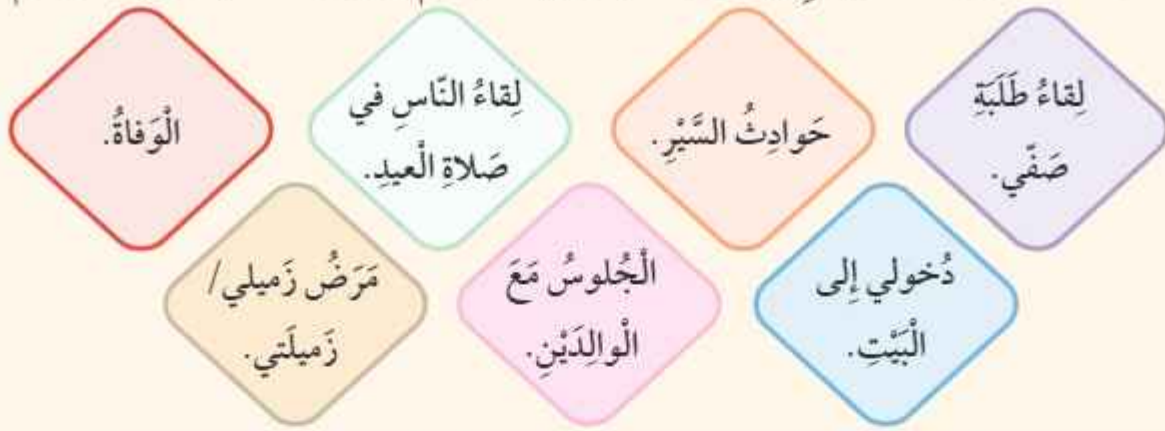 لِقاءُ طَلَبَةِ
صَفّي.
حَوادِثُ السَّيْرِ.
لِقاءُ النّاسِ في
صَلاةِ الْعيدِ.
الْوَفاةُ.
دُخولي إِلى
الْبَيْتِ.
الْجُلوسُ مَعَ
الْوالِدَيْنِ.
مَرَضُ زَميلي/
زَميلَتي.